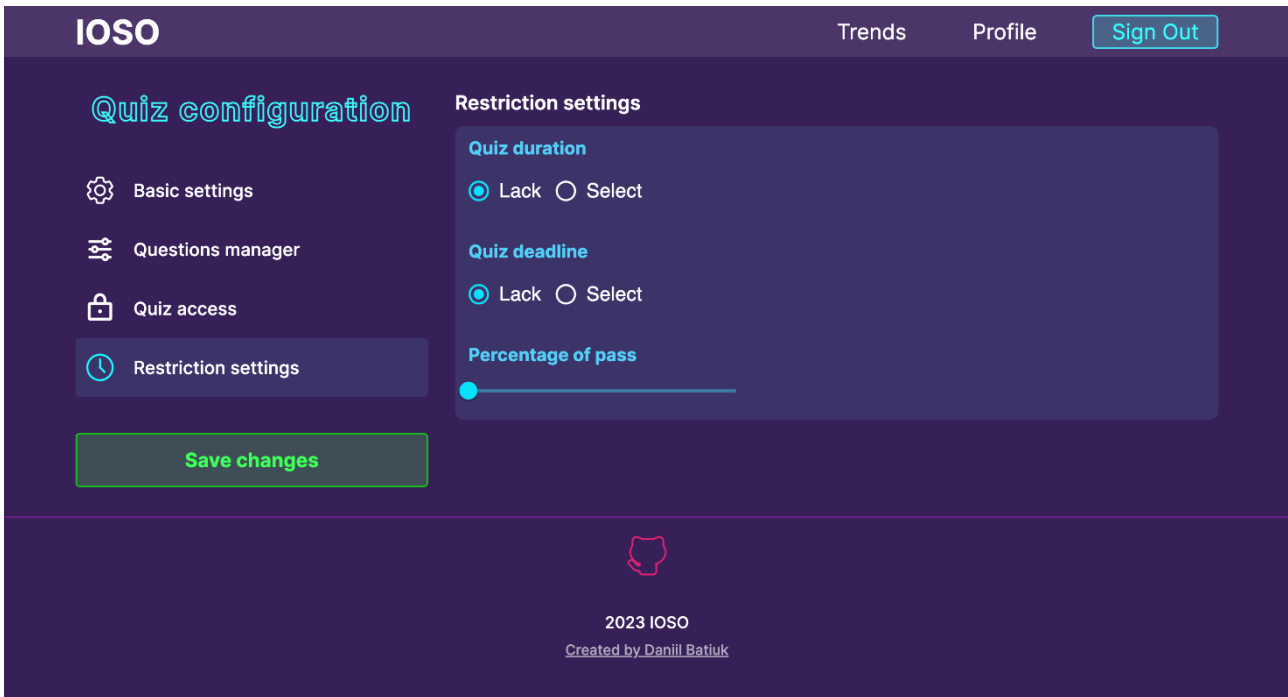 IOSO
Trends Profile Sign Out
Quiz configuration
Basic settings
Questions manager
Quiz access
Restriction settings
Save changes
Restriction settings
Quiz duration
Lack Select
Quiz deadline
Lack Select
Percentage of pass
2023 IOSO
Created by Daniil Batiuk